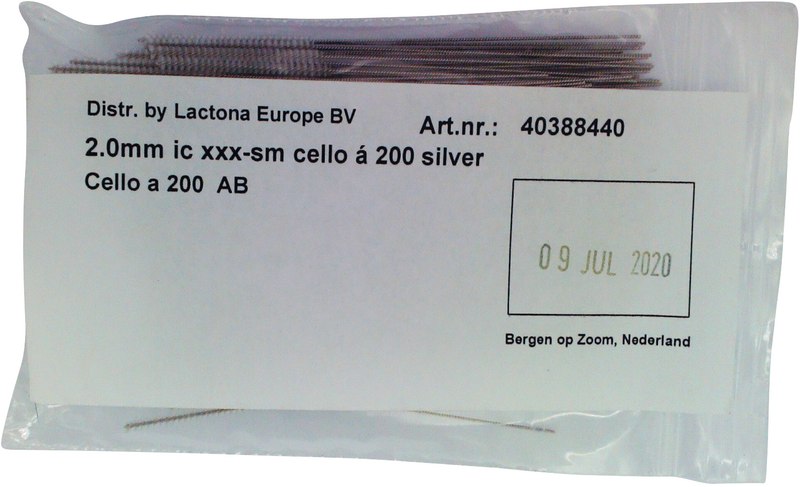 Distr. by Lactona Europe BV
Art.nr.: 40388440
2.0mm ic xxx-sm cello á 200 silver
Cello a 200 AB
09 JUL 2020
Bergen op Zoom, Nederland